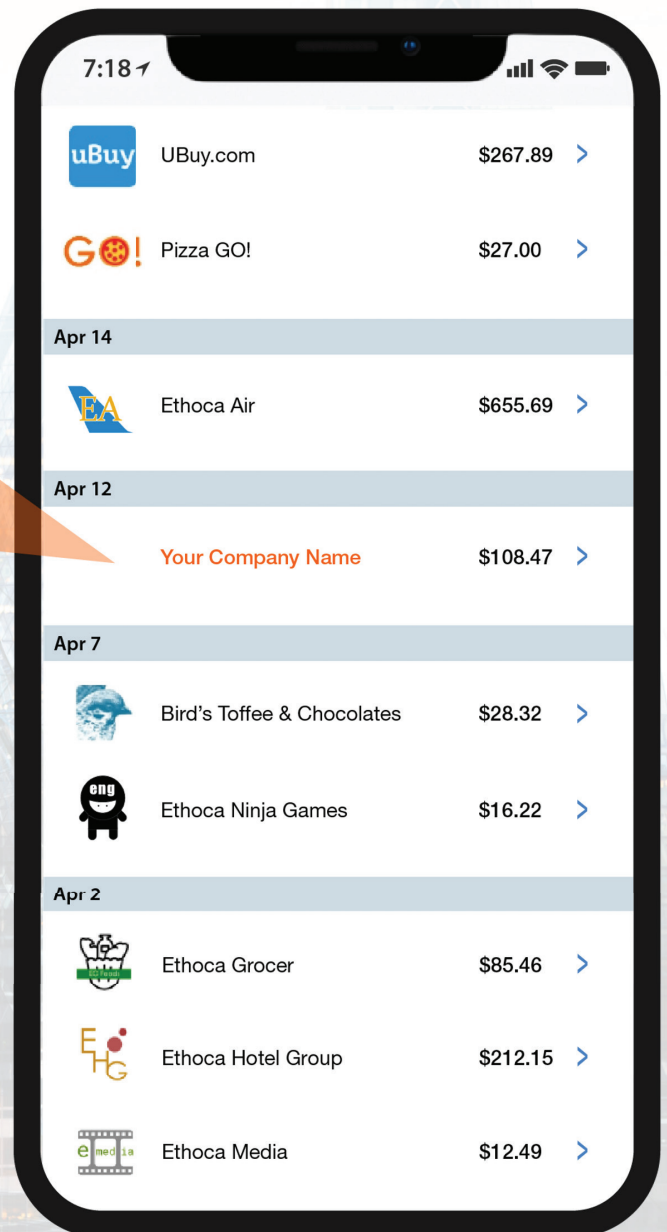 7:18
uBuy UBuy.com $267.89 >
GO! Pizza GO! $27.00 >
Apr 14
EA Ethoca Air $655.69 >
Apr 12
Your Company Name $108.47 >
Apr 7
Bird's Toffee & Chocolates $28.32 >
eng Ethoca Ninja Games $16.22 >
Apr 2
EG Foods Ethoca Grocer $85.46 >
EHG Ethoca Hotel Group $212.15 >
e media Ethoca Media $12.49 >